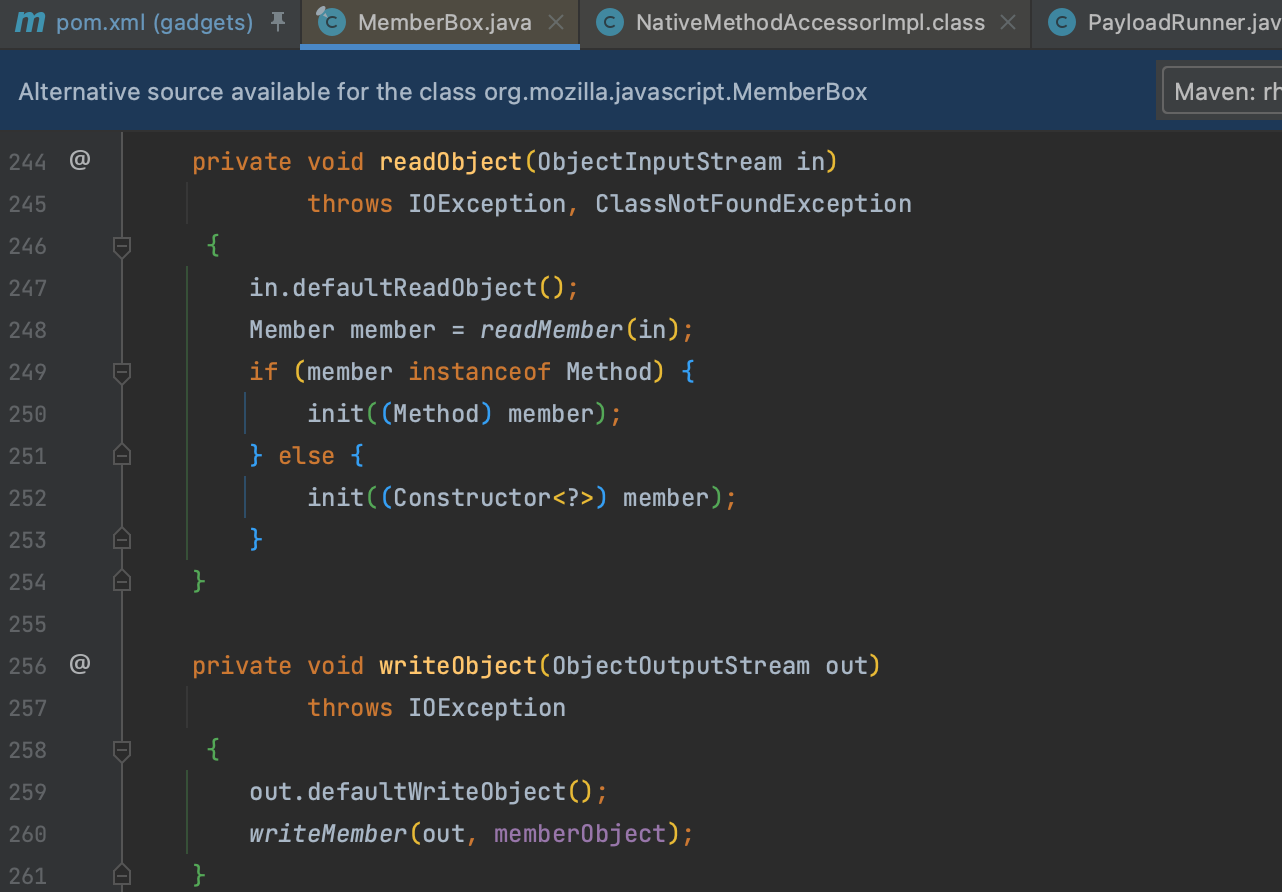 m pom.xml (gadgets) C MemberBox.java C NativeMethodAccessorImpl.class C PayloadRunner.jav
Alternative source available for the class org.mozilla.javascript.MemberBox Maven: rh
244 @ private void readObject(ObjectInputStream in)
245 throws IOException, ClassNotFoundException
246 {
247 in.defaultReadObject();
248 Member member = readMember(in);
249 if (member instanceof Method) {
250 init((Method) member);
251 } else {
252 init((Constructor<?>) member);
253 }
254 }
255
256 @ private void writeObject(ObjectOutputStream out)
257 throws IOException
258 {
259 out.defaultWriteObject();
260 writeMember(out, memberObject);
261 }